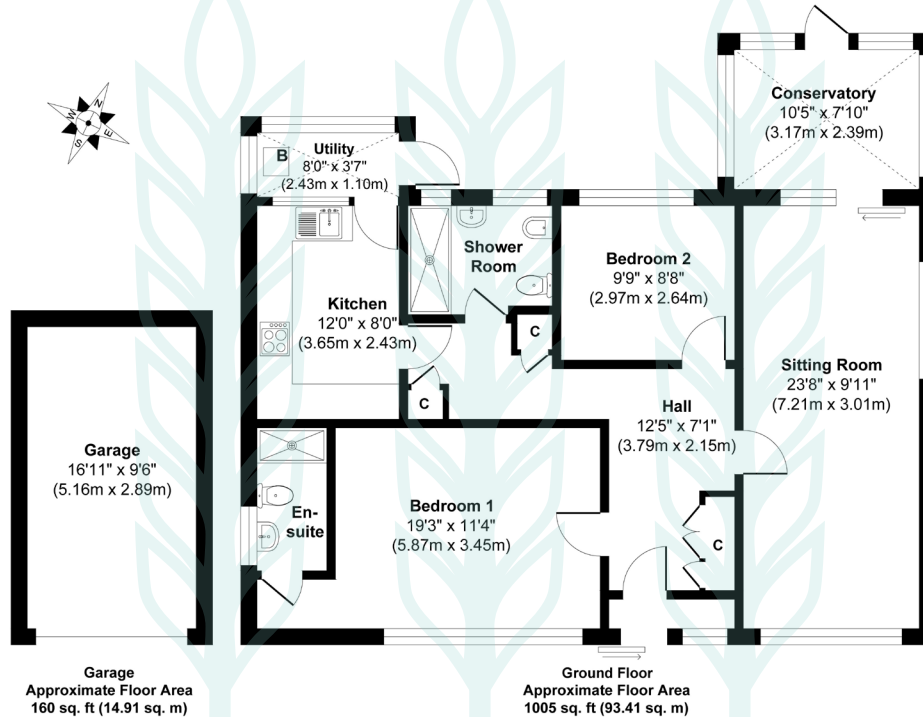 Conservatory
10'5" x 7'10"
(3.17m x 2.39m)
N
E
S
W
B
Utility
8'0" x 3'7"
(2.43m x 1.10m)
Shower
Room
Bedroom 2
9'9" x 8'8"
(2.97m x 2.64m)
Kitchen
12'0" x 8'0"
(3.65m x 2.43m)
C
C
Sitting Room
23'8" x 9'11"
(7.21m x 3.01m)
Hall
12'5" x 7'1"
(3.79m x 2.15m)
Garage
16'11" x 9'6"
(5.16m x 2.89m)
En-
suite
Bedroom 1
19'3" x 11'4"
(5.87m x 3.45m)
C
Garage
Approximate Floor Area
160 sq. ft (14.91 sq. m)
Ground Floor
Approximate Floor Area
1005 sq. ft (93.41 sq. m)